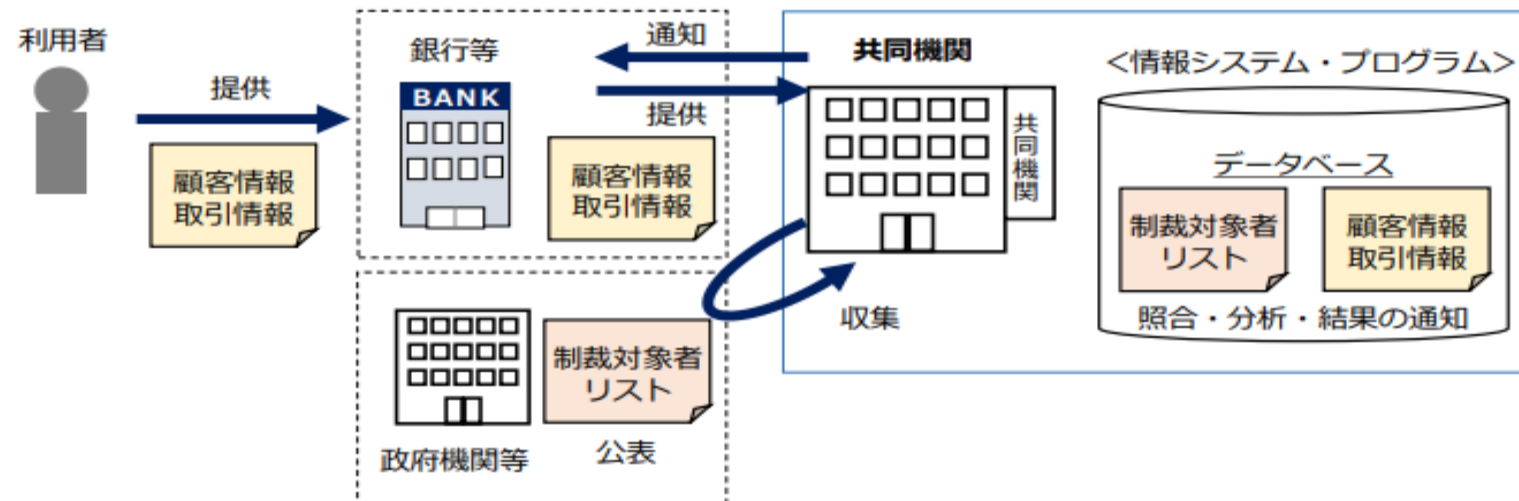 利用者
提供
顧客情報
取引情報
銀行等
BANK
通知
提供
顧客情報
取引情報
共同機関
共同機関
収集
<情報システム・プログラム>
データベース
制裁対象者
リスト
顧客情報
取引情報
照合・分析・結果の通知
制裁対象者
リスト
政府機関等
公表